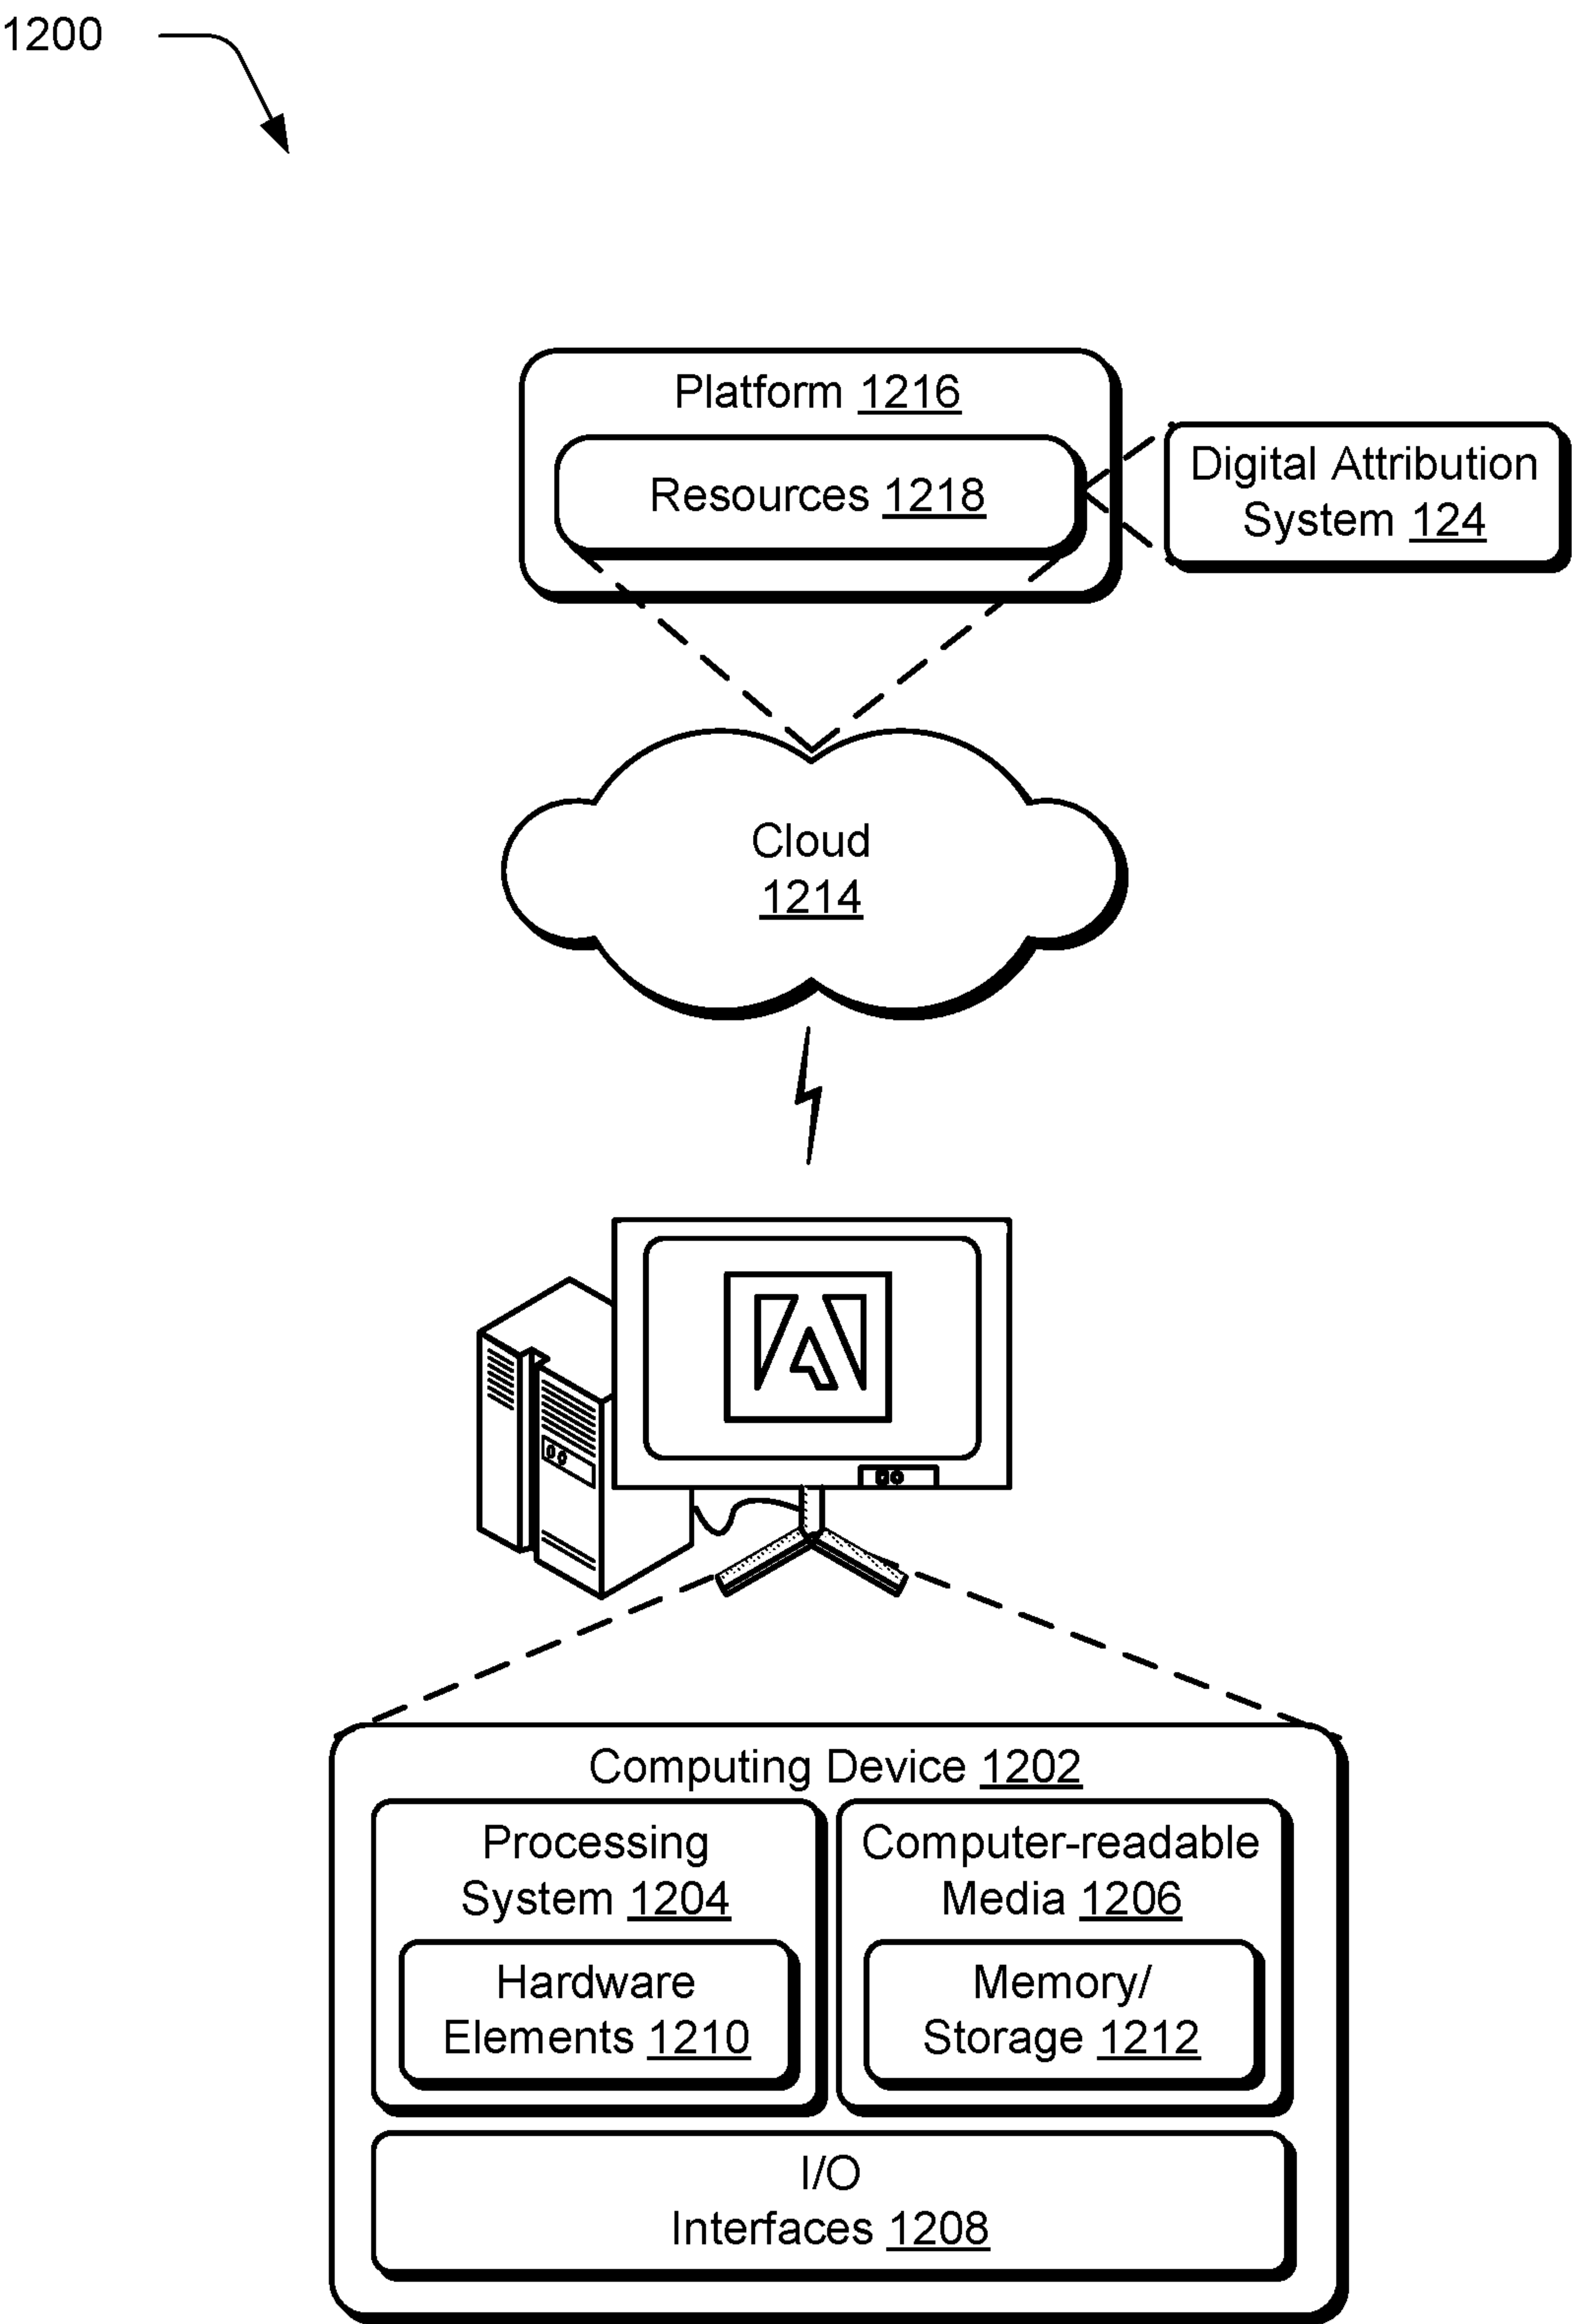 1200
Platform 1216
Resources 1218
Digital Attribution
System 124
Cloud
1214
Computing Device 1202
Processing
System 1204
Hardware
Elements 1210
Computer-readable
Media 1206
Memory/
Storage 1212
I/O
Interfaces 1208